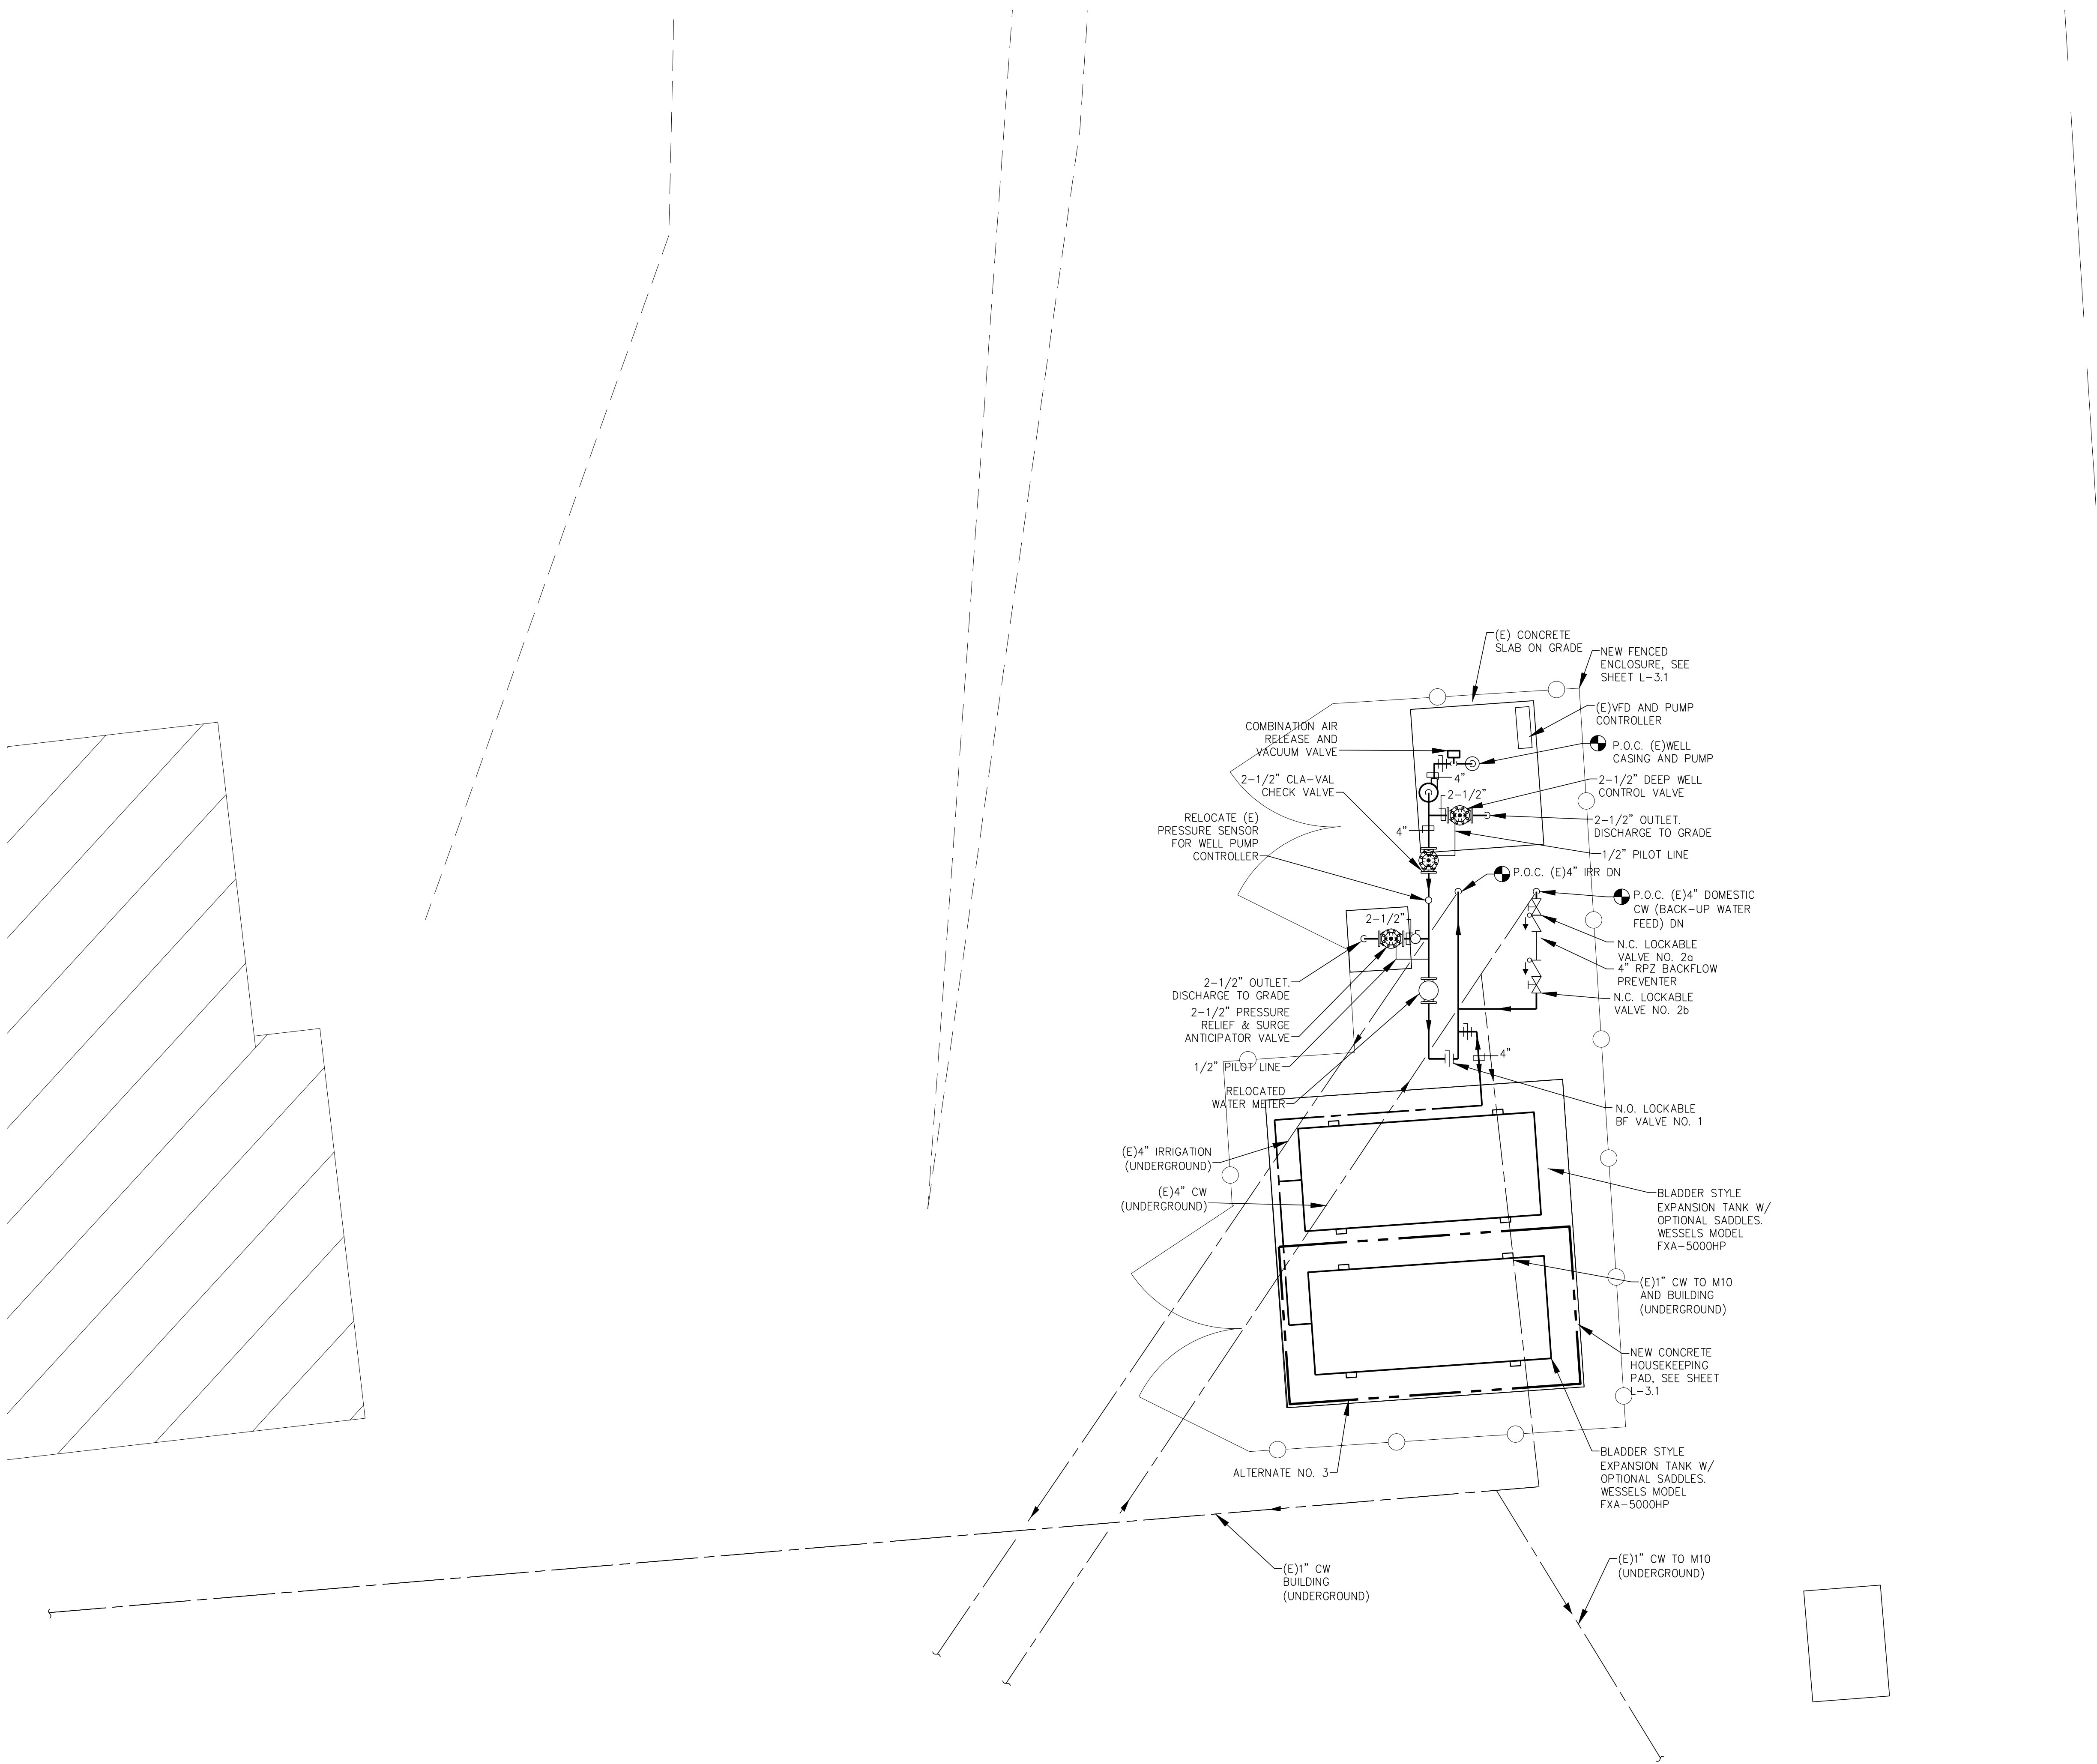 (E) CONCRETE
SLAB ON GRADE
NEW FENCED
ENCLOSURE, SEE
SHEET L-3.1
(E)VFD AND PUMP
CONTROLLER
COMBINATION AIR
RELEASE AND
VACUUM VALVE
P.O.C. (E)WELL
CASING AND PUMP
4"
2-1/2" CLA-VAL
CHECK VALVE
2-1/2"
2-1/2" DEEP WELL
CONTROL VALVE
RELOCATE (E)
PRESSURE SENSOR
FOR WELL PUMP
CONTROLLER
4"
2-1/2" OUTLET.
DISCHARGE TO GRADE
1/2" PILOT LINE
P.O.C. (E)4" IRR DN
P.O.C. (E)4" DOMESTIC
CW (BACK-UP WATER
FEED) DN
2-1/2"
N.C. LOCKABLE
VALVE NO. 2a
4" RPZ BACKFLOW
PREVENTER
N.C. LOCKABLE
VALVE NO. 2b
2-1/2" OUTLET.
DISCHARGE TO GRADE
2-1/2" PRESSURE
RELIEF & SURGE
ANTICIPATOR VALVE
1/2" PILOT LINE
4"
RELOCATED
WATER METER
N.O. LOCKABLE
BF VALVE NO. 1
(E)4" IRRIGATION
(UNDERGROUND)
(E)4" CW
(UNDERGROUND)
BLADDER STYLE
EXPANSION TANK W/
OPTIONAL SADDLES.
WESSELS MODEL
FXA-5000HP
(E)1" CW TO M10
AND BUILDING
(UNDERGROUND)
NEW CONCRETE
HOUSEKEEPING
PAD, SEE SHEET
L-3.1
ALTERNATE NO. 3
BLADDER STYLE
EXPANSION TANK W/
OPTIONAL SADDLES.
WESSELS MODEL
FXA-5000HP
(E)1" CW
BUILDING
(UNDERGROUND)
(E)1" CW TO M10
(UNDERGROUND)